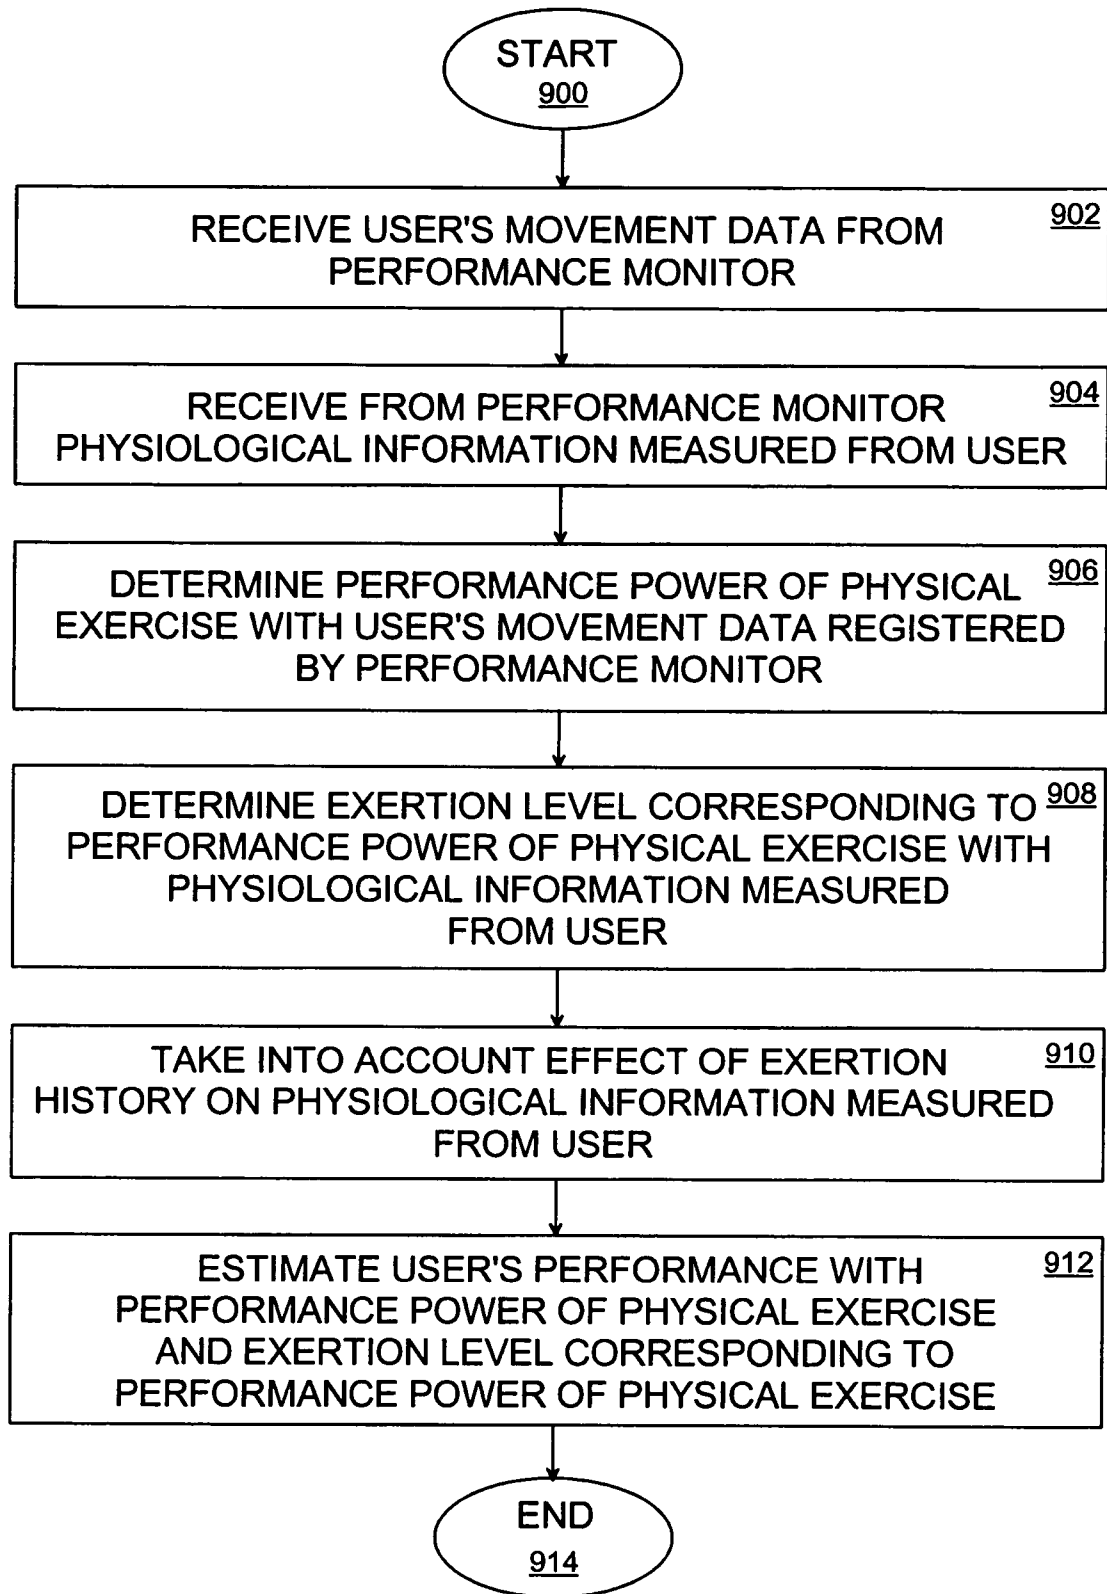 START
900
902
RECEIVE USER'S MOVEMENT DATA FROM
PERFORMANCE MONITOR
904
RECEIVE FROM PERFORMANCE MONITOR
PHYSIOLOGICAL INFORMATION MEASURED FROM USER
906
DETERMINE PERFORMANCE POWER OF PHYSICAL
EXERCISE WITH USER'S MOVEMENT DATA REGISTERED
BY PERFORMANCE MONITOR
908
DETERMINE EXERTION LEVEL CORRESPONDING TO
PERFORMANCE POWER OF PHYSICAL EXERCISE WITH
PHYSIOLOGICAL INFORMATION MEASURED
FROM USER
910
TAKE INTO ACCOUNT EFFECT OF EXERTION
HISTORY ON PHYSIOLOGICAL INFORMATION MEASURED
FROM USER
912
ESTIMATE USER'S PERFORMANCE WITH
PERFORMANCE POWER OF PHYSICAL EXERCISE
AND EXERTION LEVEL CORRESPONDING TO
PERFORMANCE POWER OF PHYSICAL EXERCISE
END
914